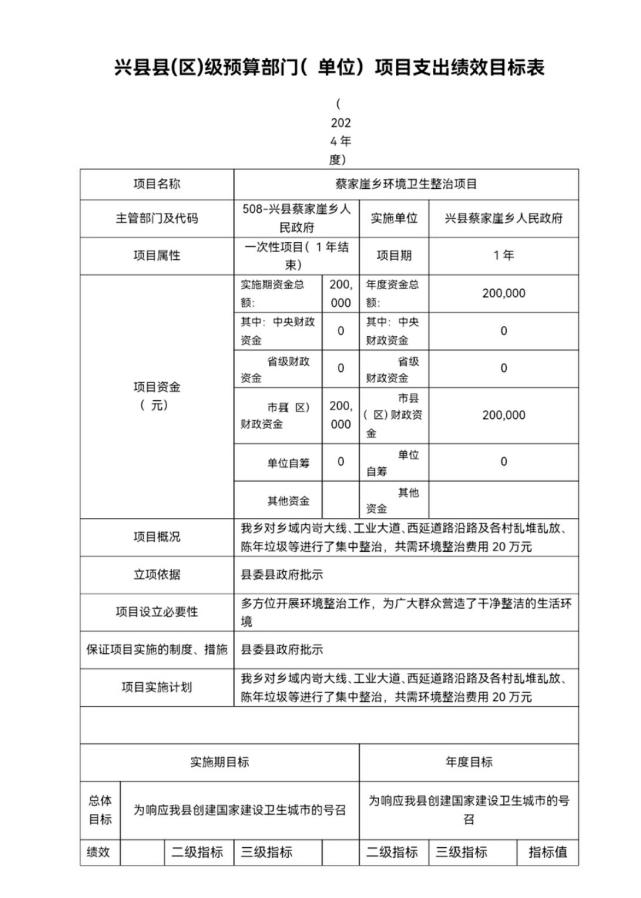 兴县县(区)级预算部门( 单位) 项目支出绩效目标表
(
202
4 年
度)
项目名称 蔡家崖乡环境卫生整治项目
主管部门及代码 508-兴县蔡家崖乡人 实施单位 兴县蔡家崖乡人民政府
民政府
项目属性 一次性项目( 1 年结 项目期 1 年
束)
实施期资金总 200, 年度资金总 200,000
额: 000 额:
其中: 中央财政 0 其中: 中央 0
资金 财政资金
省级财政 0 省级 0
资金 财政资金
项目资金
( 元)
市县( 区) 200, 市县 200,000
财政资金 000 ( 区) 财政资
金
单位自筹 0 单位 0
自筹
其他资金 其他
资金
项目概况 我乡对乡域内岢大线、工业大道、西延道路沿路及各村乱堆乱放、
陈年垃圾等进行了集中整治，共需环境整治费用 20 万元
立项依据 县委县政府批示
项目设立必要性 多方位开展环境整治工作，为广大群众营造了干净整洁的生活环
境
保证项目实施的制度、措施 县委县政府批示
项目实施计划 我乡对乡域内岢大线、工业大道、西延道路沿路及各村乱堆乱放、
陈年垃圾等进行了集中整治，共需环境整治费用 20 万元
实施期目标 年度目标
总体 为响应我县创建国家建设卫生城市的号召 为响应我县创建国家建设卫生城市的号
目标 召
绩效 二级指标 三级指标 二级指标 三级指标 指标值